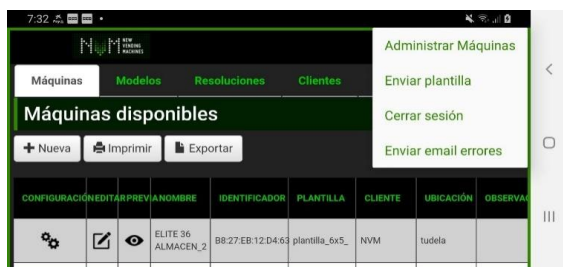 7:32
NVM NEW VENDING MACHINES
Administrar Máquinas
Máquinas Modelos Resoluciones Clientes
Enviar plantilla
Máquinas disponibles
Cerrar sesión
+ Nueva Imprimir Exportar
Enviar email errores
CONFIGURACIÓN EDITAR PREVIA NOMBRE IDENTIFICADOR PLANTILLA CLIENTE UBICACIÓN OBSERVA
ELITE 36 B8:27:EB:12:D4:63 plantilla_6x5_ NVM tudela
ALMACEN_2